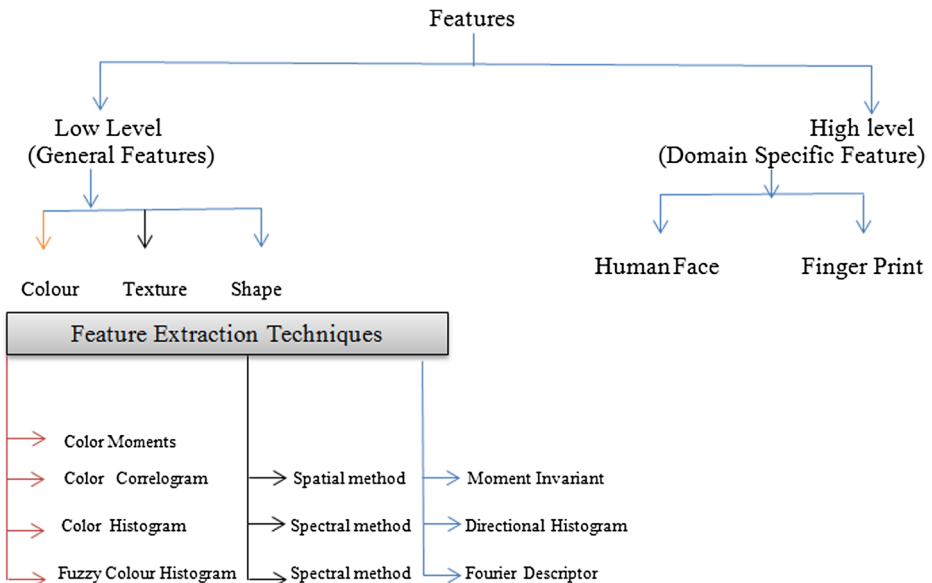 Features
Low Level
(General Features)
High level
(Domain Specific Feature)
Human Face
Finger Print
Colour
Texture
Shape
Feature Extraction Techniques
Color Moments
Color Correlogram
Color Histogram
Fuzzy Colour Histogram
Spatial method
Spectral method
Spectral method
Moment Invariant
Directional Histogram
Fourier Descriptor